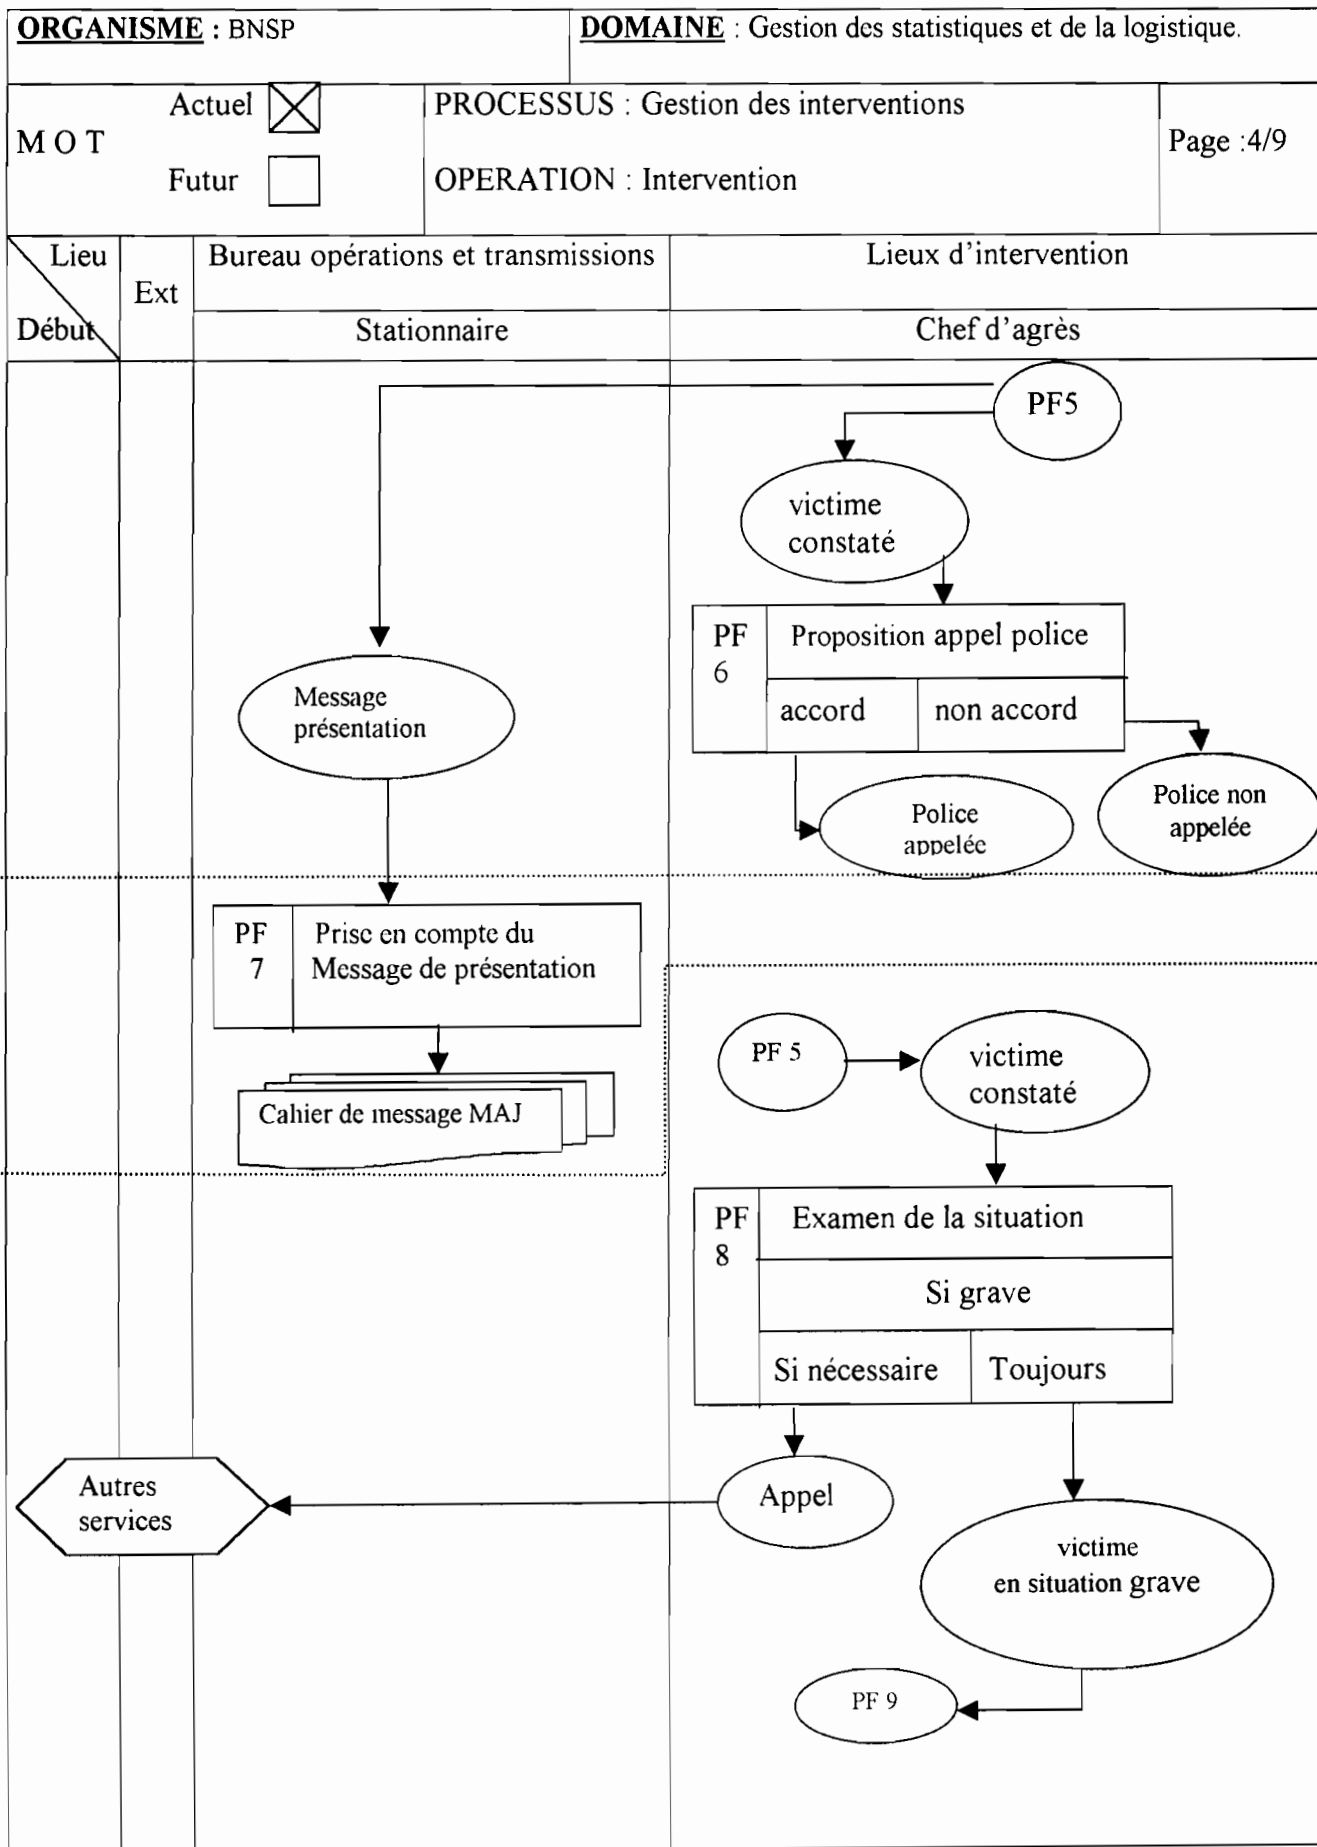 ORGANISME : BNSP
DOMAINE : Gestion des statistiques et de la logistique.
M O T
Actuel
Futur
PROCESSUS : Gestion des interventions
OPERATION : Intervention
Page :4/9
Lieu
Début
Ext
Bureau opérations et transmissions
Lieux d'intervention
Stationnaire
Chef d'agrès
PF5
victime
constaté
PF
6
Proposition appel police
accord
non accord
Message
présentation
Police
appelée
Police non
appelée
PF
7
Prise en compte du
Message de présentation
Cahier de message MAJ
PF 5
victime
constaté
PF
8
Examen de la situation
Si grave
Si nécessaire
Toujours
Autres
services
Appel
victime
en situation grave
PF 9